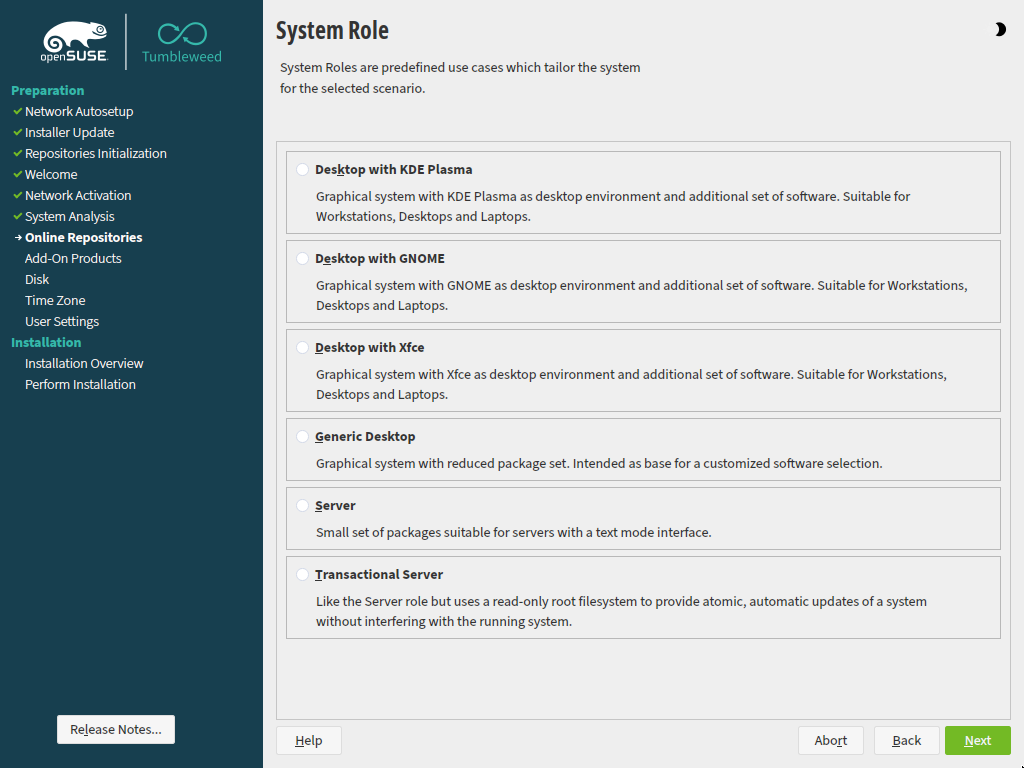 openSUSE
Tumbleweed
Preparation
Network Autosetup
Installer Update
Repositories Initialization
Welcome
Network Activation
System Analysis
Online Repositories
Add-On Products
Disk
Time Zone
User Settings
Installation
Installation Overview
Perform Installation
Release Notes...
System Role
System Roles are predefined use cases which tailor the system
for the selected scenario.
Desktop with KDE Plasma
Graphical system with KDE Plasma as desktop environment and additional set of software. Suitable for
Workstations, Desktops and Laptops.
Desktop with GNOME
Graphical system with GNOME as desktop environment and additional set of software. Suitable for Workstations,
Desktops and Laptops.
Desktop with Xfce
Graphical system with Xfce as desktop environment and additional set of software. Suitable for Workstations,
Desktops and Laptops.
Generic Desktop
Graphical system with reduced package set. Intended as base for a customized software selection.
Server
Small set of packages suitable for servers with a text mode interface.
Transactional Server
Like the Server role but uses a read-only root filesystem to provide atomic, automatic updates of a system
without interfering with the running system.
Help
Abort
Back
Next